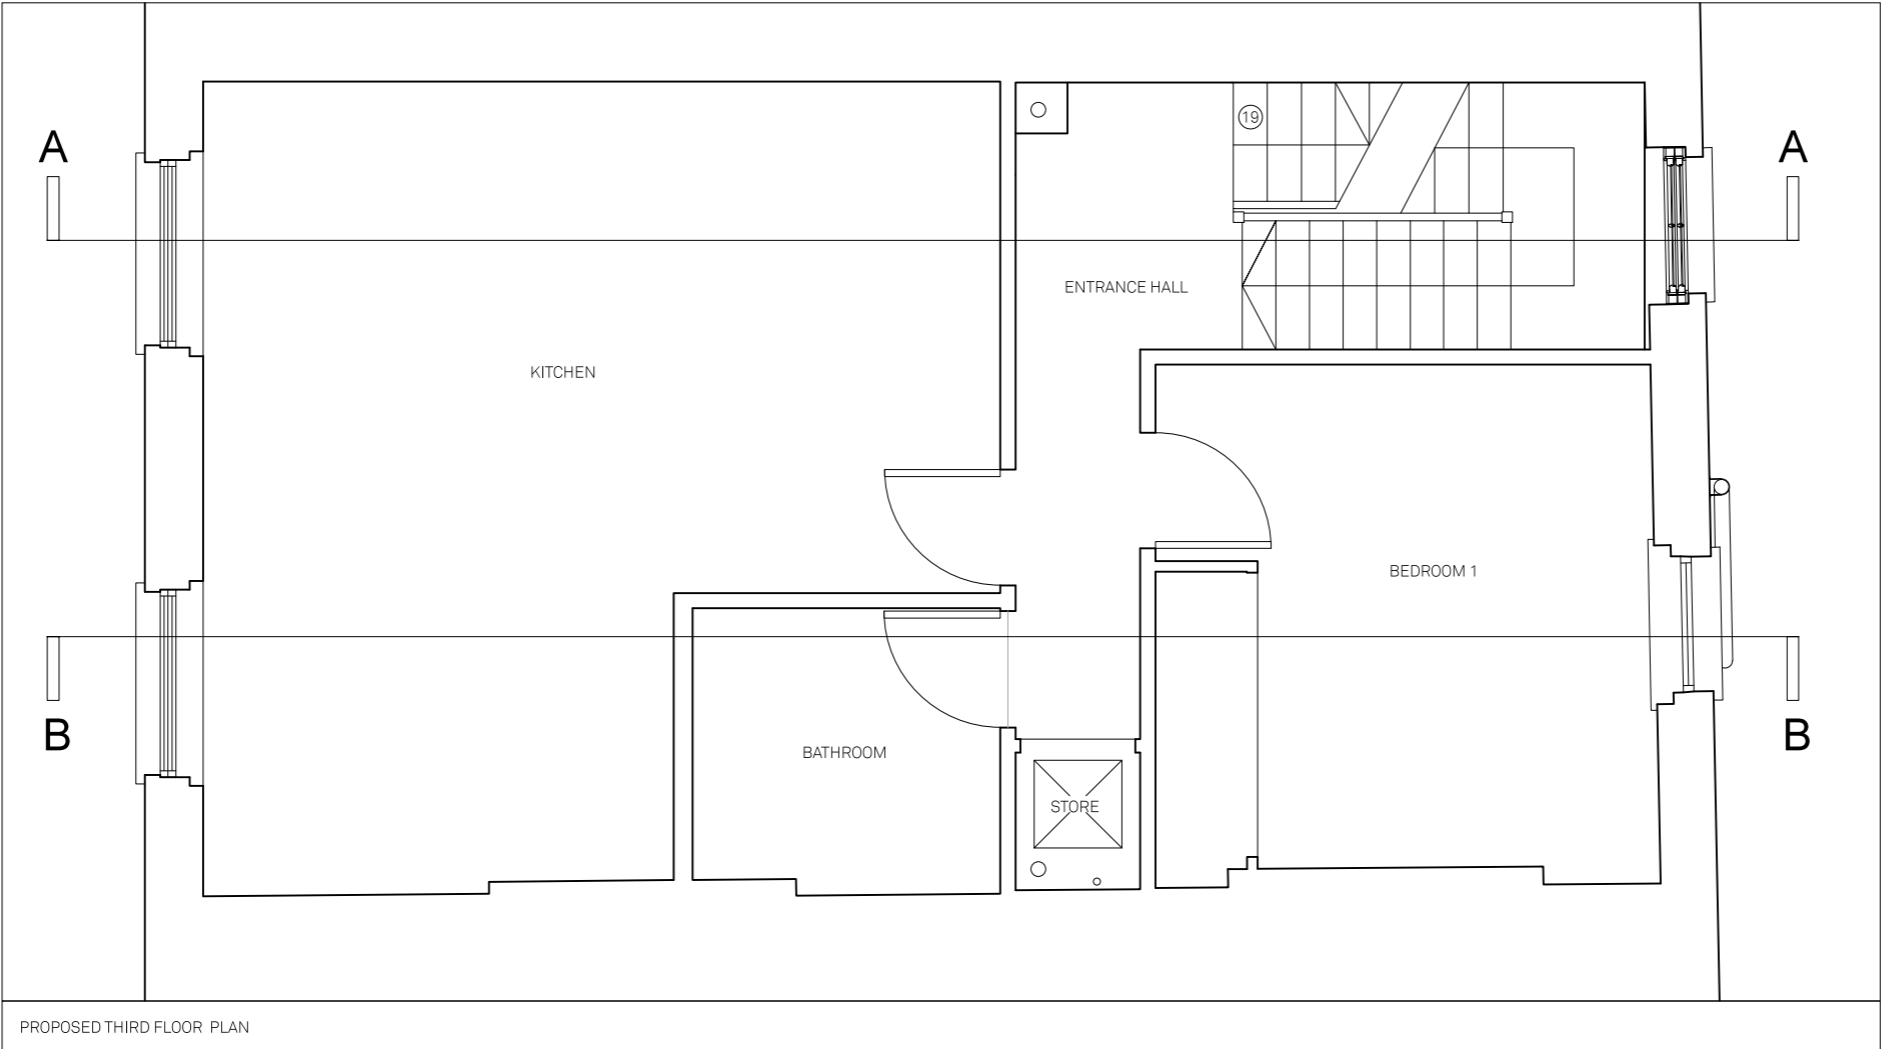 A
A
19
ENTRANCE HALL
KITCHEN
BEDROOM 1
B
B
BATHROOM
STORE
PROPOSED THIRD FLOOR PLAN